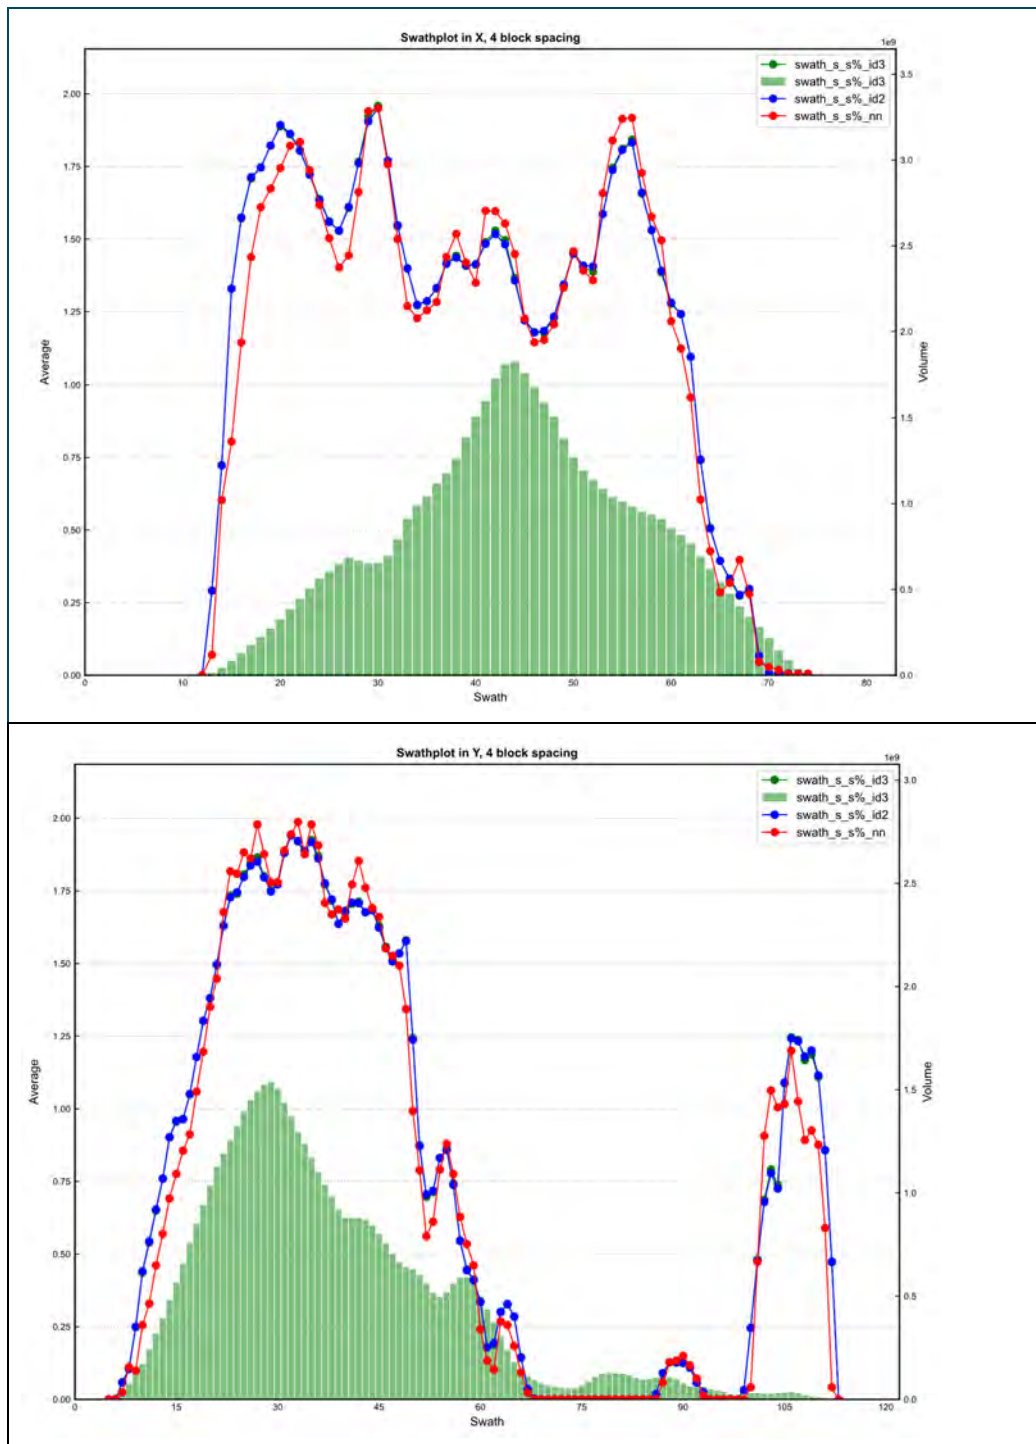 Swathplot in X, 4 block spacing
1e9
swath_s_s%_id3
swath_s_s%_id3
swath_s_s%_id2
swath_s_s%_nn
2.00
1.75
1.50
1.25
1.00
0.75
0.50
0.25
0.00
Average
3.5
3.0
2.5
2.0
1.5
1.0
0.5
0.0
Volume
0 10 20 30 40 50 60 70 80
Swath
Swathplot in Y, 4 block spacing
1e9
swath_s_s%_id3
swath_s_s%_id3
swath_s_s%_id2
swath_s_s%_nn
2.00
1.75
1.50
1.25
1.00
0.75
0.50
0.25
0.00
Average
3.0
2.5
2.0
1.5
1.0
0.5
0.0
Volume
0 15 30 45 60 75 90 105 120
Swath